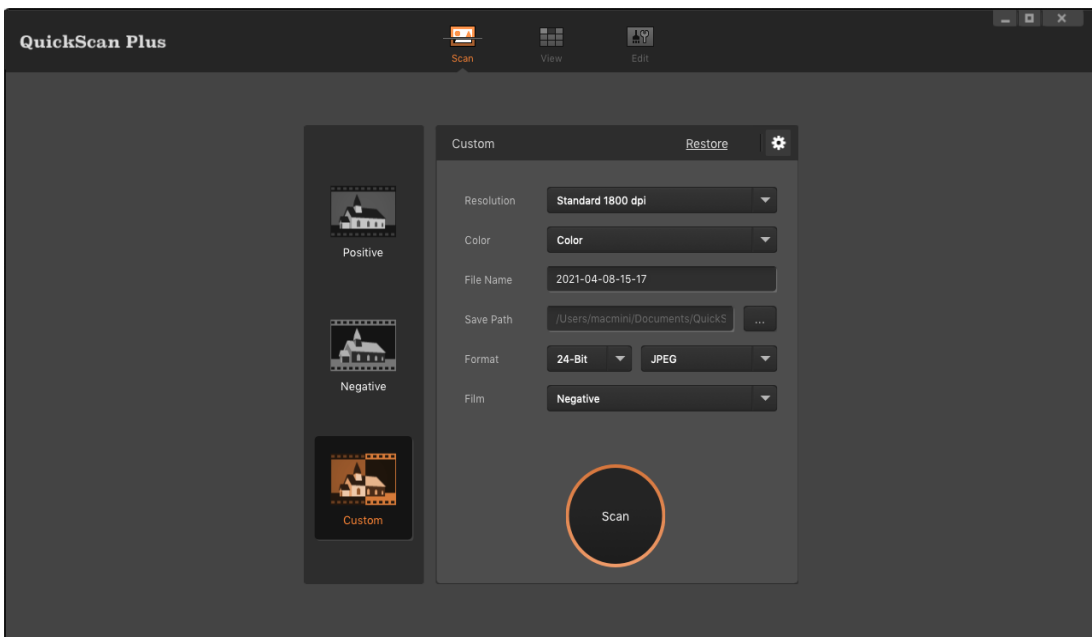 QuickScan Plus
Scan View Edit
Positive
Negative
Custom
Custom Restore
Resolution Standard 1800 dpi
Color Color
File Name 2021-04-08-15-17
Save Path /Users/macmini/Documents/QuickS ...
Format 24-Bit JPEG
Film Negative
Scan